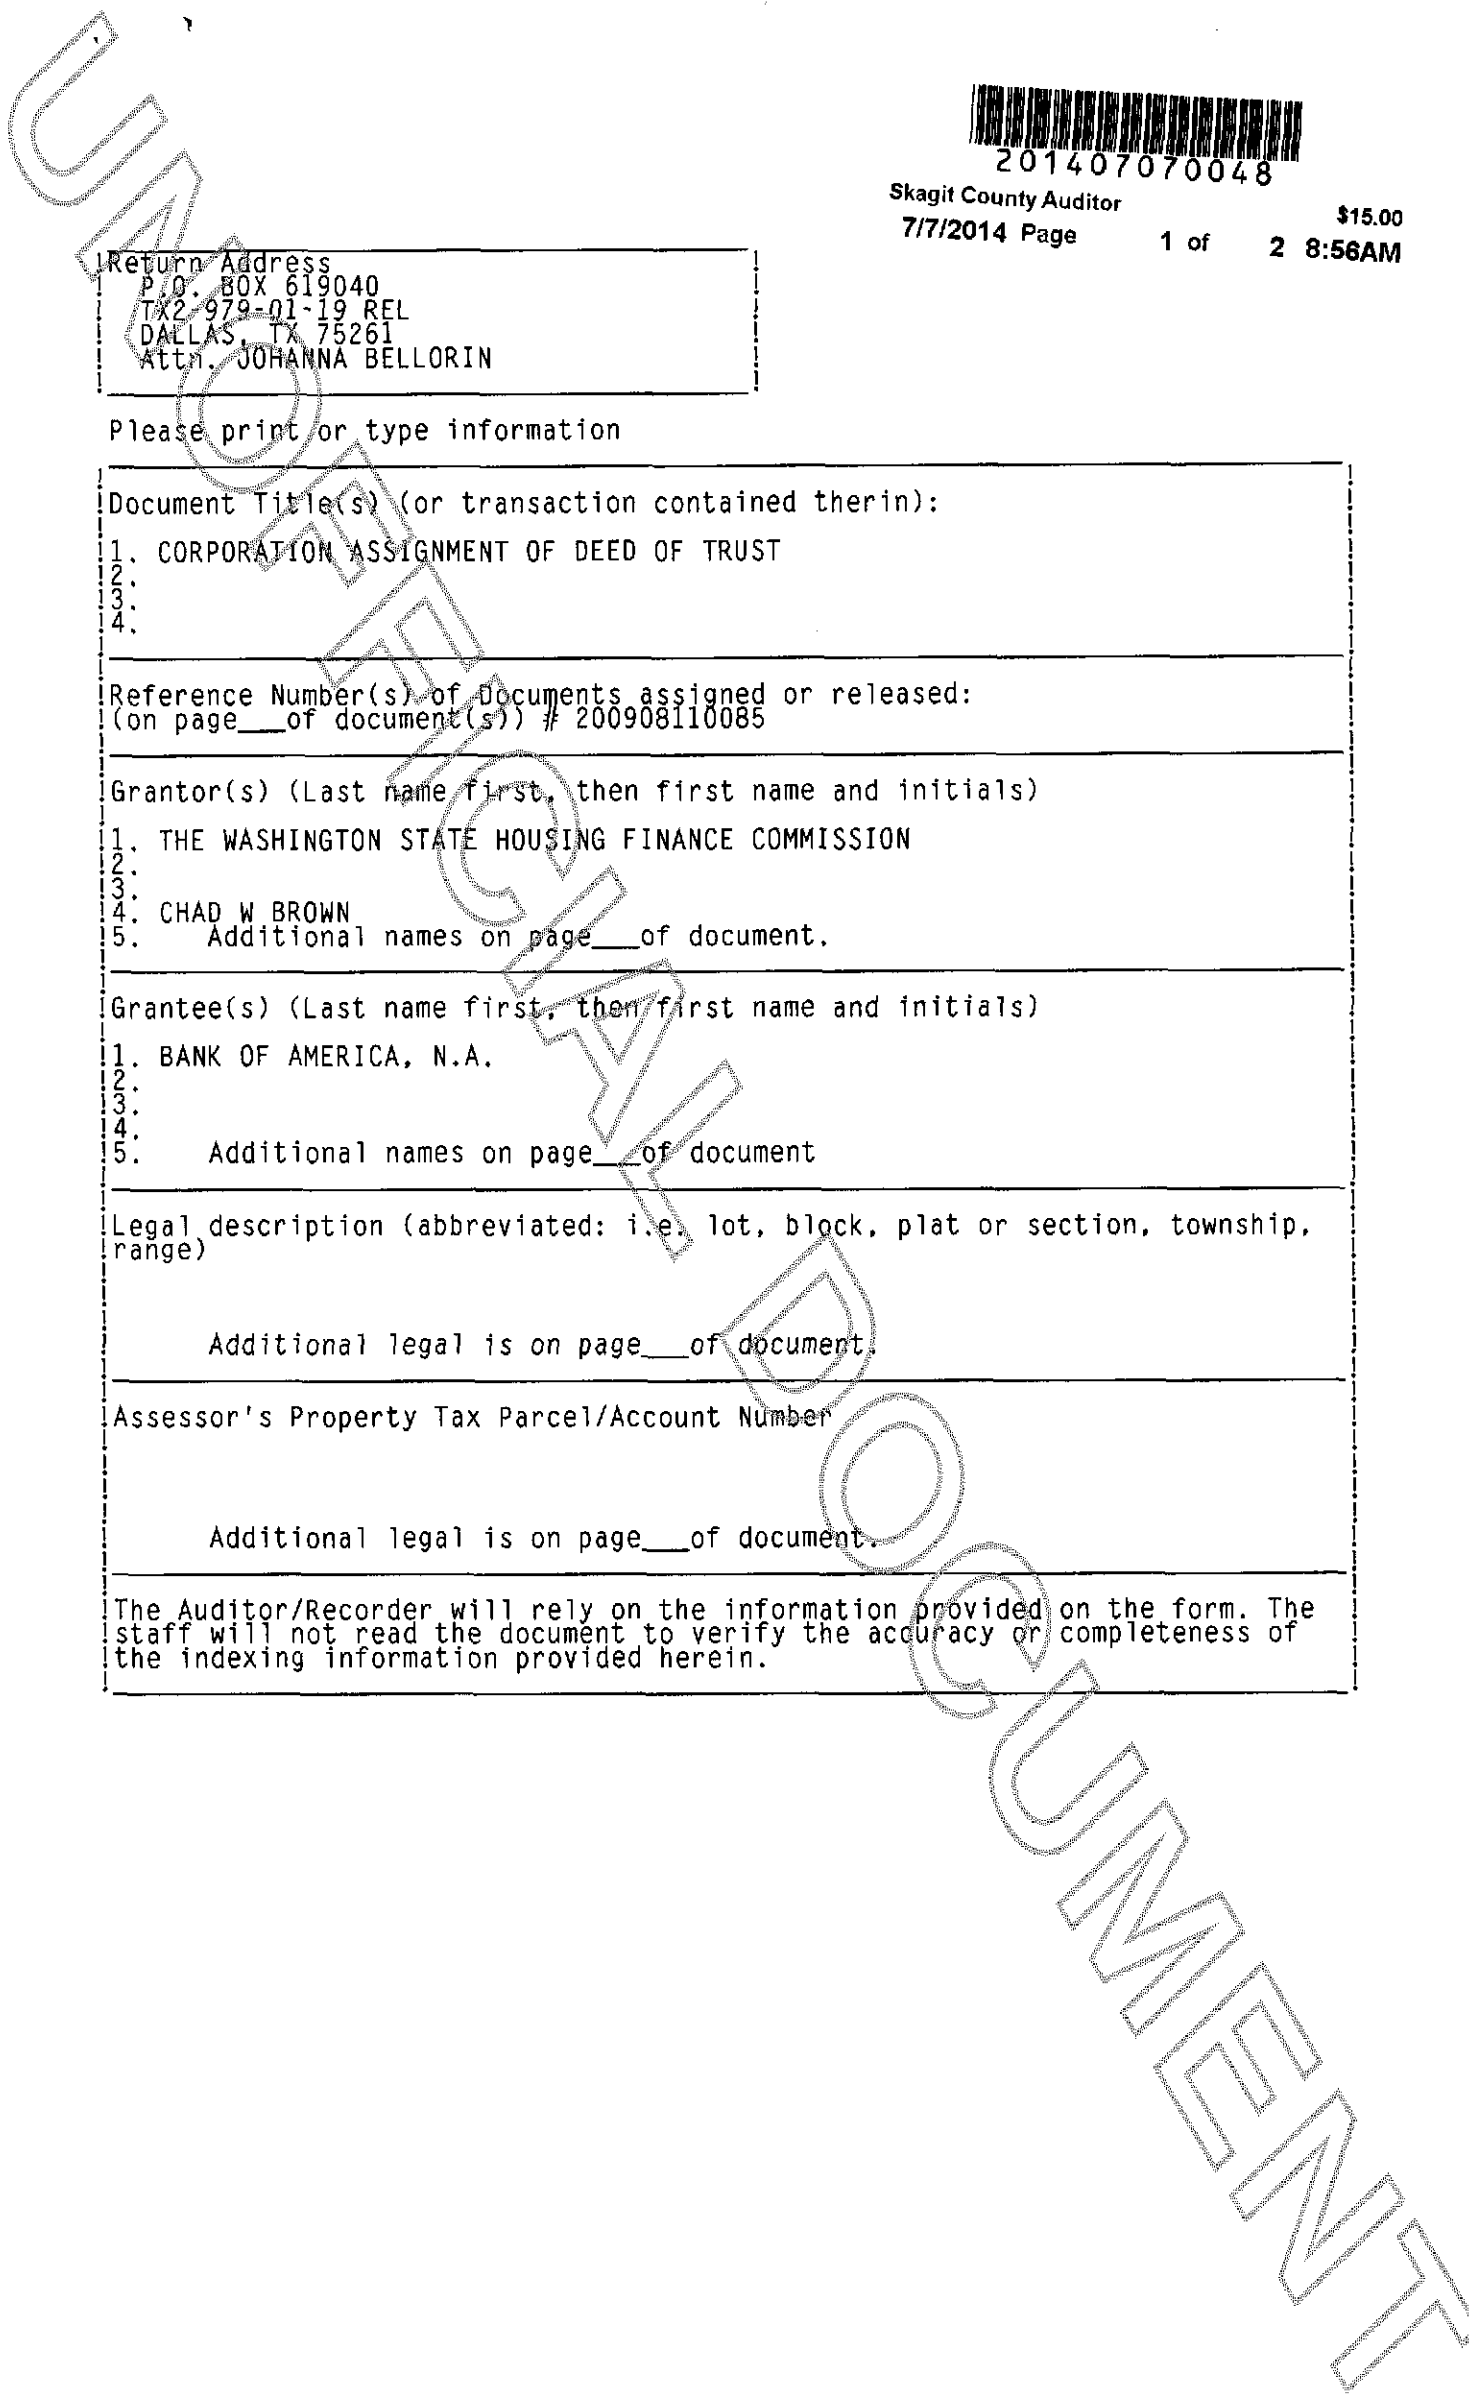 201407070048
Skagit County Auditor
$15.00
7/7/2014 Page 1 of 2 8:56AM
Return Address
P.O. BOX 619040
TX2-979-01-19 REL
DALLAS, TX 75261
Attn. JOHANNA BELLORIN
Please print or type information
Document Title(s) (or transaction contained therin):
1. CORPORATION ASSIGNMENT OF DEED OF TRUST
2.
3.
4.
Reference Number(s) of Documents assigned or released:
(on page___of document(s)) # 200908110085
Grantor(s) (Last name first, then first name and initials)
1. THE WASHINGTON STATE HOUSING FINANCE COMMISSION
2.
3.
4. CHAD W BROWN
5. Additional names on page___of document.
Grantee(s) (Last name first, then first name and initials)
1. BANK OF AMERICA, N.A.
2.
3.
4.
5. Additional names on page___of document
Legal description (abbreviated: i.e. lot, block, plat or section, township,
range)
Additional legal is on page___of document.
Assessor's Property Tax Parcel/Account Number
Additional legal is on page___of document.
The Auditor/Recorder will rely on the information provided on the form. The
staff will not read the document to verify the accuracy or completeness of
the indexing information provided herein.
UNOFFICIAL DOCUMENT